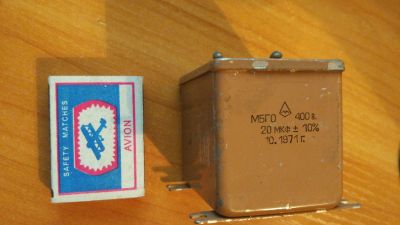 SAFETY MATCHES
AVION
МБГО 400 в.
20 мкф ± 10%
10. 1971 г.